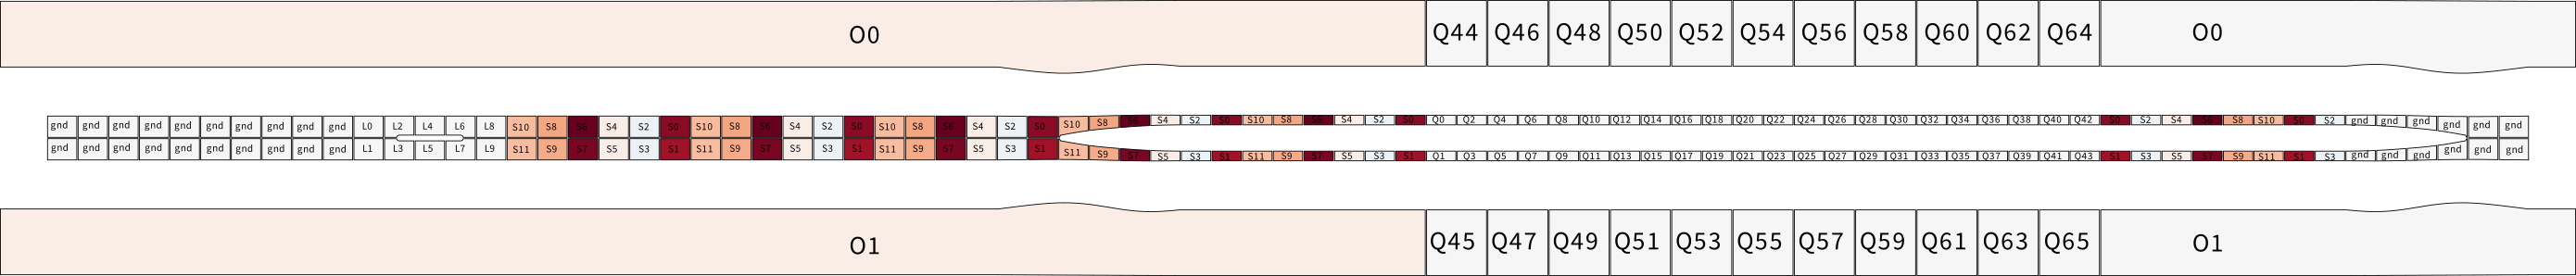 O0 Q44 Q46 Q48 Q50 Q52 Q54 Q56 Q58 Q60 Q62 Q64 O0
gnd gnd gnd gnd gnd gnd gnd gnd gnd gnd L0 L2 L4 L6 L8 S10 S8 S6 S4 S2 S0 S10 S8 S6 S4 S2 S0 S10 S8 S6 S4 S2 S0 S10 S8 S6 S4 S2 S0 S10 S8 S6 S4 S2 S0 Q0 Q2 Q4 Q6 Q8 Q10 Q12 Q14 Q16 Q18 Q20 Q22 Q24 Q26 Q28 Q30 Q32 Q34 Q36 Q38 Q40 Q42 S0 S2 S4 S6 S8 S10 S0 S2 gnd gnd gnd gnd gnd gnd
gnd gnd gnd gnd gnd gnd gnd gnd gnd gnd L1 L3 L5 L7 L9 S11 S9 S7 S5 S3 S1 S11 S9 S7 S5 S3 S1 S11 S9 S7 S5 S3 S1 S11 S9 S7 S5 S3 S1 S11 S9 S7 S5 S3 S1 Q1 Q3 Q5 Q7 Q9 Q11 Q13 Q15 Q17 Q19 Q21 Q23 Q25 Q27 Q29 Q31 Q33 Q35 Q37 Q39 Q41 Q43 S1 S3 S5 S7 S9 S11 S1 S3 gnd gnd gnd gnd gnd gnd
O1 Q45 Q47 Q49 Q51 Q53 Q55 Q57 Q59 Q61 Q63 Q65 O1